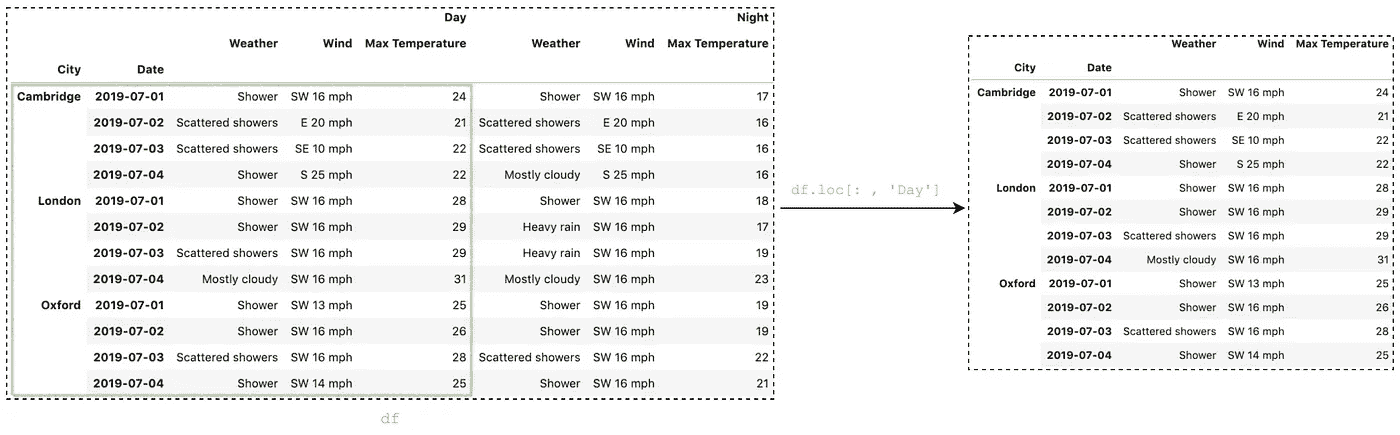 Day Night
Weather Wind Max Temperature Weather Wind Max Temperature
City Date
Cambridge 2019-07-01 Shower SW 16 mph 24 Shower SW 16 mph 17
2019-07-02 Scattered showers E 20 mph 21 Scattered showers E 20 mph 16
2019-07-03 Scattered showers SE 10 mph 22 Scattered showers SE 10 mph 16
2019-07-04 Shower S 25 mph 22 Mostly cloudy S 25 mph 16
London 2019-07-01 Shower SW 16 mph 28 Shower SW 16 mph 18
2019-07-02 Shower SW 16 mph 29 Heavy rain SW 16 mph 17
2019-07-03 Scattered showers SW 16 mph 29 Heavy rain SW 16 mph 19
2019-07-04 Mostly cloudy SW 16 mph 31 Mostly cloudy SW 16 mph 23
Oxford 2019-07-01 Shower SW 13 mph 25 Shower SW 16 mph 19
2019-07-02 Shower SW 16 mph 26 Shower SW 16 mph 19
2019-07-03 Scattered showers SW 16 mph 28 Scattered showers SW 16 mph 22
2019-07-04 Shower SW 14 mph 25 Shower SW 16 mph 21
df
df.loc[: , 'Day']
Weather Wind Max Temperature
City Date
Cambridge 2019-07-01 Shower SW 16 mph 24
2019-07-02 Scattered showers E 20 mph 21
2019-07-03 Scattered showers SE 10 mph 22
2019-07-04 Shower S 25 mph 22
London 2019-07-01 Shower SW 16 mph 28
2019-07-02 Shower SW 16 mph 29
2019-07-03 Scattered showers SW 16 mph 29
2019-07-04 Mostly cloudy SW 16 mph 31
Oxford 2019-07-01 Shower SW 13 mph 25
2019-07-02 Shower SW 16 mph 26
2019-07-03 Scattered showers SW 16 mph 28
2019-07-04 Shower SW 14 mph 25